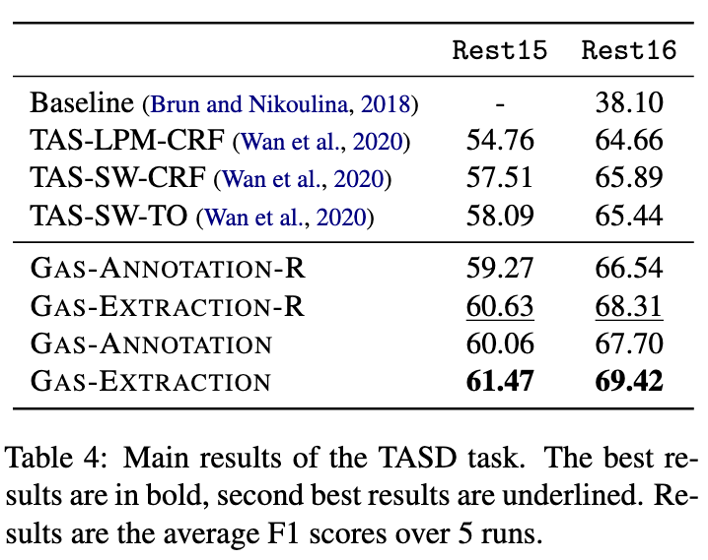 Rest15 Rest16
Baseline (Brun and Nikoulina, 2018) - 38.10
TAS-LPM-CRF (Wan et al., 2020) 54.76 64.66
TAS-SW-CRF (Wan et al., 2020) 57.51 65.89
TAS-SW-TO (Wan et al., 2020) 58.09 65.44
GAS-ANNOTATION-R 59.27 66.54
GAS-EXTRACTION-R 60.63 68.31
GAS-ANNOTATION 60.06 67.70
GAS-EXTRACTION 61.47 69.42
Table 4: Main results of the TASD task. The best re-
sults are in bold, second best results are underlined. Re-
sults are the average F1 scores over 5 runs.